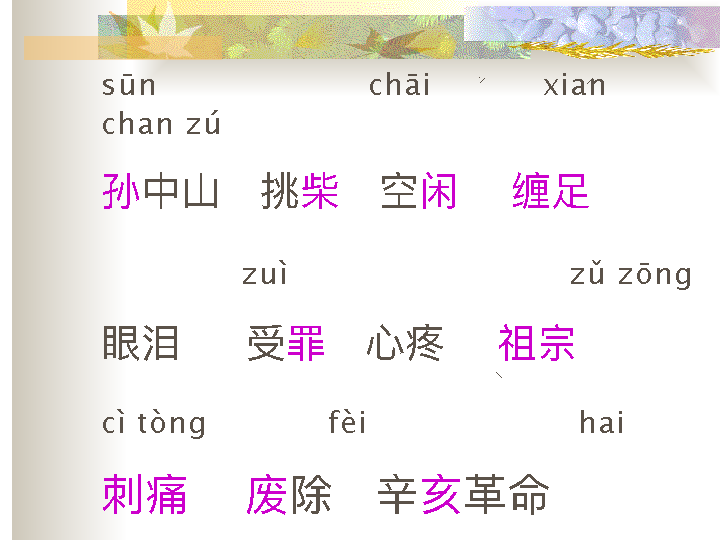 sūn chāi xian
chan zú
孙中山 挑柴 空闲 缠足
zuì zǔ zōng
眼泪 受罪 心疼 祖宗
cì tòng fèi hai
刺痛 废除 辛亥革命